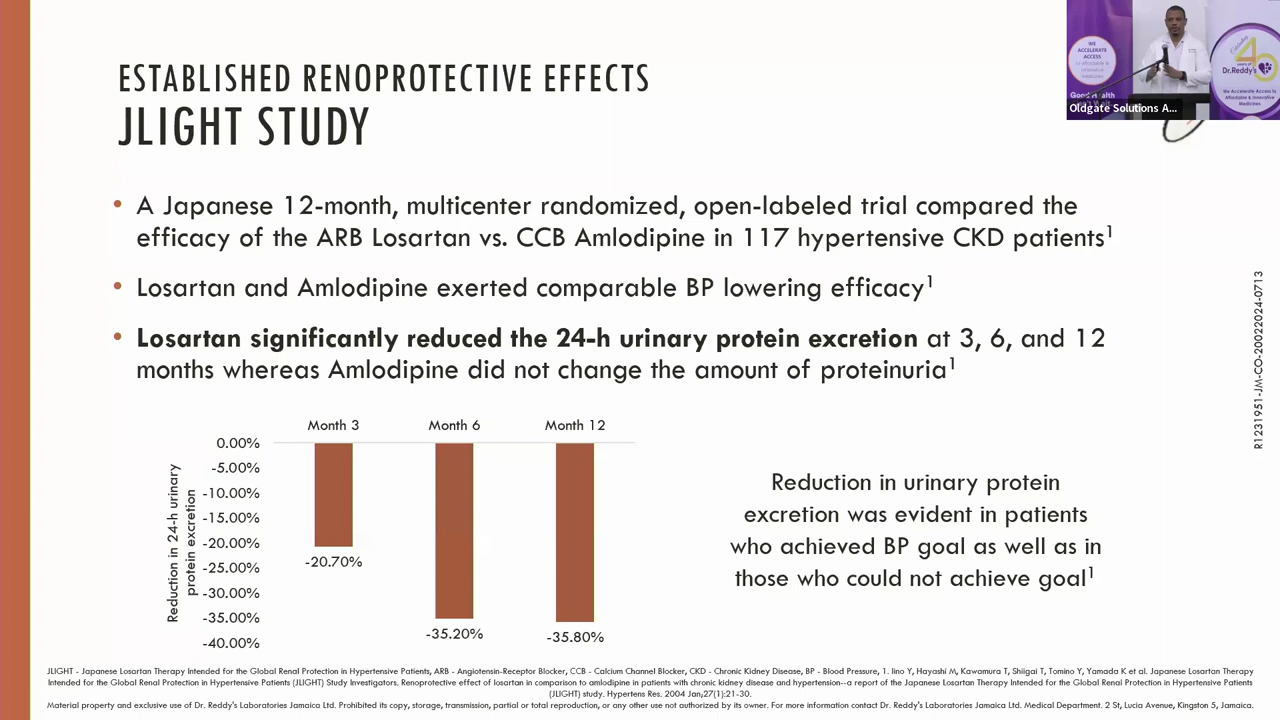 ESTABLISHED RENOPROTECTIVE EFFECTS
JLIGHT STUDY
WE
ACCELERATE
ACCESS
Good Health
Dr.Reddy's
We Accelerate Access to
Affordable & Innovative
Medicines.
Oldgate Solutions A...
• A Japanese 12-month, multicenter randomized, open-labeled trial compared the
efficacy of the ARB Losartan vs. CCB Amlodipine in 117 hypertensive CKD patients¹
• Losartan and Amlodipine exerted comparable BP lowering efficacy¹
• Losartan significantly reduced the 24-h urinary protein excretion at 3, 6, and 12
months whereas Amlodipine did not change the amount of proteinuria¹
Reduction in 24-h urinary
protein excretion
Month 3 Month 6 Month 12
0.00%
-5.00%
-10.00%
-15.00%
-20.00%
-25.00%
-30.00%
-35.00%
-40.00%
-20.70%
-35.20%
-35.80%
Reduction in urinary protein
excretion was evident in patients
who achieved BP goal as well as in
those who could not achieve goal¹
R1231951-JM-CO-20022024-0713
JLIGHT - Japanese Losartan Therapy Intended for the Global Renal Protection in Hypertensive Patients, ARB - Angiotensin-Receptor Blocker, CCB - Calcium Channel Blocker, CKD - Chronic Kidney Disease, BP - Blood Pressure, 1. Iino Y, Hayashi M, Kawamura T, Shiigai T, Tomino Y, Yamada K et al. Japanese Losartan Therapy
Intended for the Global Renal Protection in Hypertensive Patients (JLIGHT) Study Investigators. Renoprotective effect of losartan in comparison to amlodipine in patients with chronic kidney disease and hypertension--a report of the Japanese Losartan Therapy Intended for the Global Renal Protection in Hypertensive Patients
(JLIGHT) study. Hypertens Res. 2004 Jan;27(1):21-30.
Material property and exclusive use of Dr. Reddy's Laboratories Jamaica Ltd. Prohibited its copy, storage, transmission, partial or total reproduction, or any other use not authorized by its owner. For more information contact Dr. Reddy's Laboratories Jamaica Ltd. Medical Department. 2 St, Lucia Avenue, Kingston 5, Jamaica.